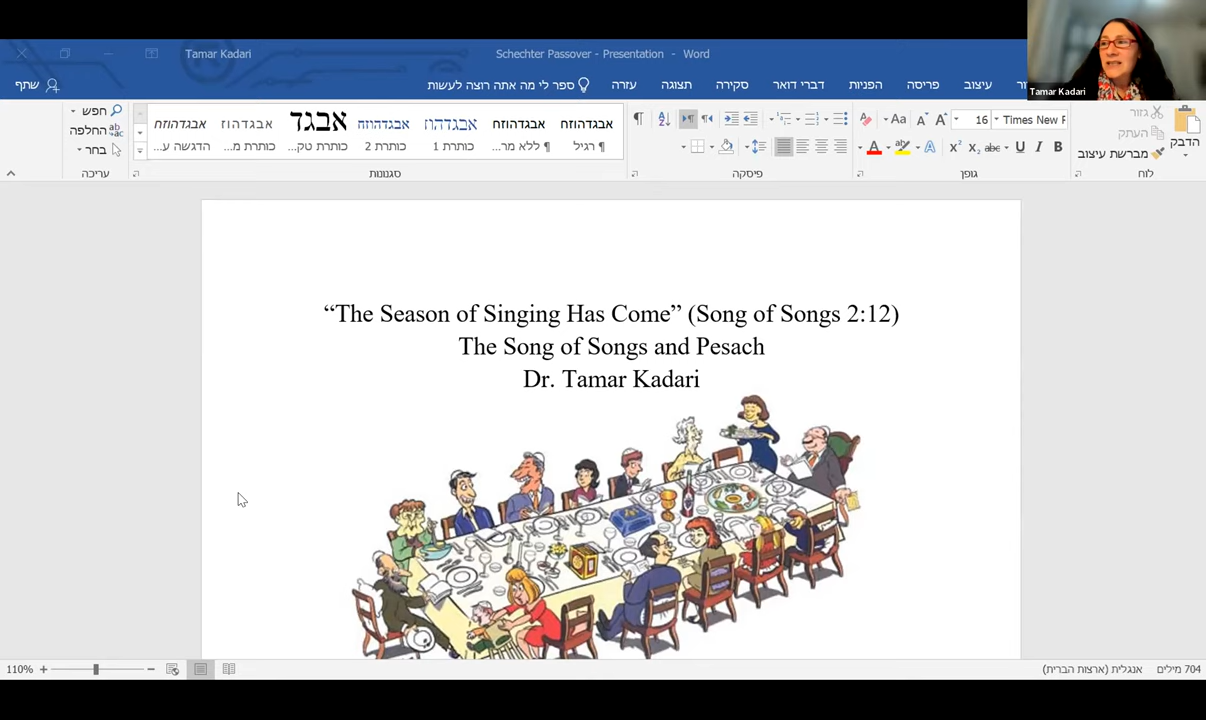 Tamar Kadari
Schechter Passover - Presentation - Word
Tamar Kadari
שתף
ספר לי מה אתה רוצה לעשות
עזרה
תצוגה
סקירה
דברי דואר
הפניות
פריסה
עיצוב
חפש
החלפה
בחר
עריכה
אבגדהוזח
הדגשה ע...
אבגדהוז
כותרת מ...
אבגד
כותרת טק...
אבגדהוזח
כותרת 2
אבגדהוז
כותרת 1
אבגדהוזח
¶ ללא מר...
אבגדהוזח
¶ רגיל
סגנונות
פיסקה
Aa
16
Times New F
abc
U
I
B
גופן
גזור
העתק
מברשת עיצוב
הדבק
לוח
“The Season of Singing Has Come” (Song of Songs 2:12)
The Song of Songs and Pesach
Dr. Tamar Kadari
110%
אנגלית (ארצות הברית)
704 מילים